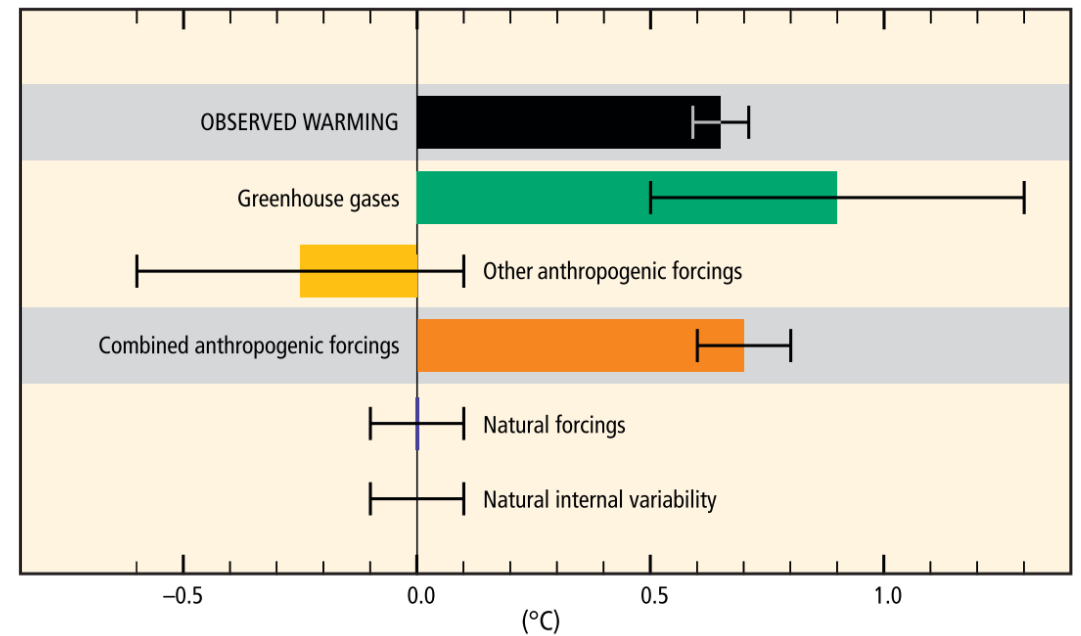 OBSERVED WARMING
Greenhouse gases
Other anthropogenic forcings
Combined anthropogenic forcings
Natural forcings
Natural internal variability
–0.5 0.0 0.5 1.0
(°C)